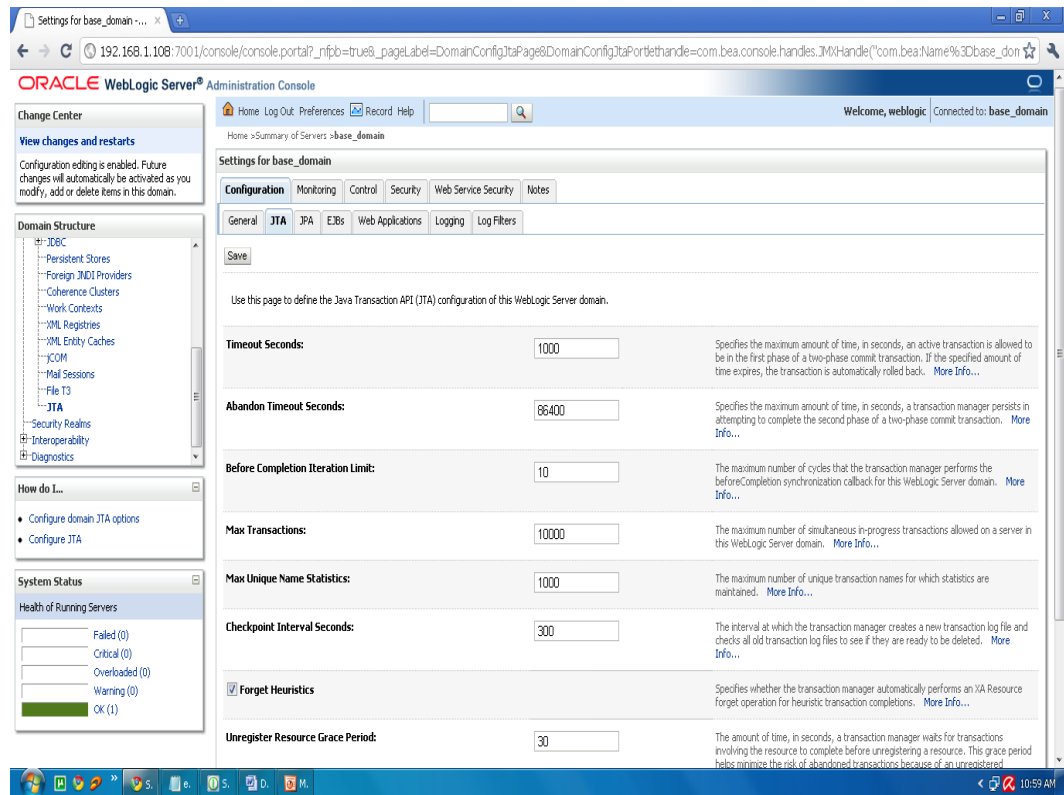 Settings for base_domain -...
192.168.1.108:7001/console/console.portal?_nfpb=true&_pageLabel=DomainConfigJtaPage&DomainConfigJtaPortlethandle=com.bea.console.handles.JMXHandle("com.bea:Name%3Dbase_don
ORACLE WebLogic Server® Administration Console
Change Center
View changes and restarts
Configuration editing is enabled. Future
changes will automatically be activated as you
modify, add or delete items in this domain.
Domain Structure
JDBC
Persistent Stores
Foreign JNDI Providers
Coherence Clusters
Work Contexts
XML Registries
XML Entity Caches
jCOM
Mail Sessions
File T3
JTA
Security Realms
Interoperability
Diagnostics
How do I...
Configure domain JTA options
Configure JTA
System Status
Health of Running Servers
Failed (0)
Critical (0)
Overloaded (0)
Warning (0)
OK (1)
Home Log Out Preferences Record Help
Welcome, weblogic Connected to: base_domain
Home >Summary of Servers >base_domain
Settings for base_domain
Configuration Monitoring Control Security Web Service Security Notes
General JTA JPA EJBs Web Applications Logging Log Filters
Save
Use this page to define the Java Transaction API (JTA) configuration of this WebLogic Server domain.
Timeout Seconds:
1000
Specifies the maximum amount of time, in seconds, an active transaction is allowed to
be in the first phase of a two-phase commit transaction. If the specified amount of
time expires, the transaction is automatically rolled back. More Info...
Abandon Timeout Seconds:
86400
Specifies the maximum amount of time, in seconds, a transaction manager persists in
attempting to complete the second phase of a two-phase commit transaction. More
Info...
Before Completion Iteration Limit:
10
The maximum number of cycles that the transaction manager performs the
beforeCompletion synchronization callback for this WebLogic Server domain. More
Info...
Max Transactions:
10000
The maximum number of simultaneous in-progress transactions allowed on a server in
this WebLogic Server domain. More Info...
Max Unique Name Statistics:
1000
The maximum number of unique transaction names for which statistics are
maintained. More Info...
Checkpoint Interval Seconds:
300
The interval at which the transaction manager creates a new transaction log file and
checks all old transaction log files to see if they are ready to be deleted. More
Info...
Forget Heuristics
Specifies whether the transaction manager automatically performs an XA Resource
forget operation for heuristic transaction completions. More Info...
Unregister Resource Grace Period:
30
The amount of time, in seconds, a transaction manager waits for transactions
involving the resource to complete before unregistering a resource. This grace period
helps minimize the risk of abandoned transactions because of an unregistered
S. e. S. D. M. 10:59 AM